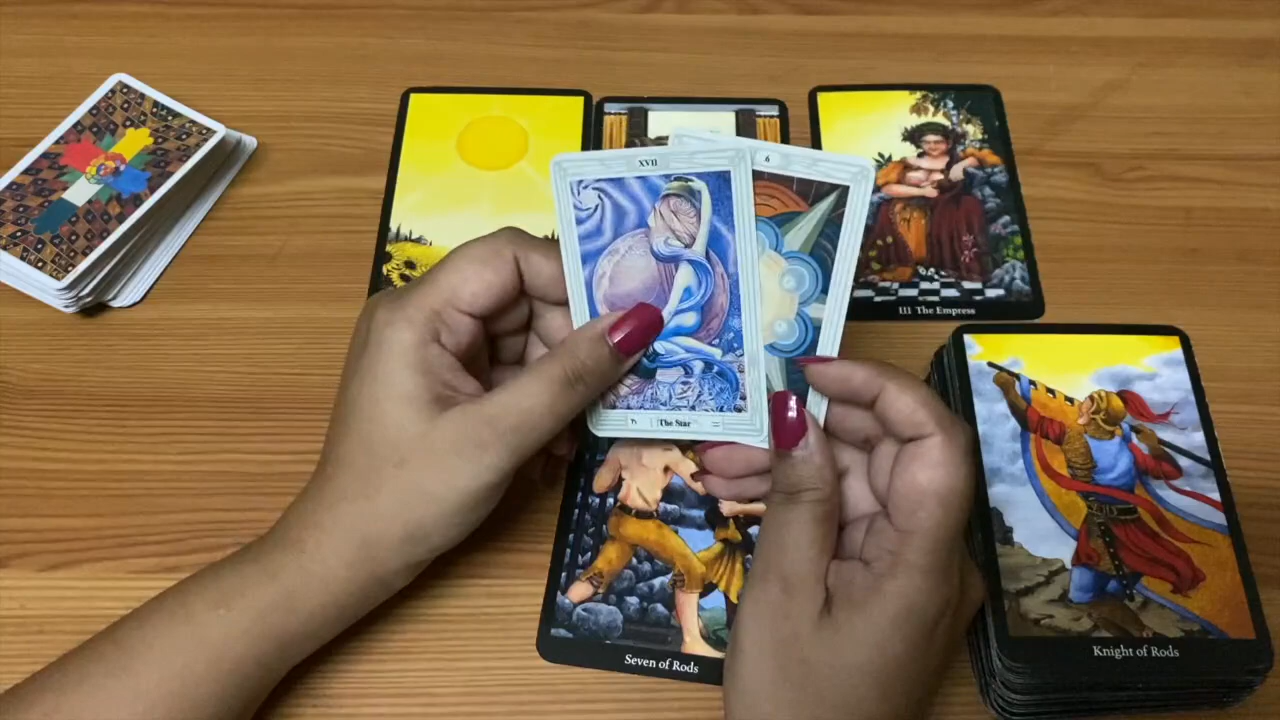 XVII
6
The Star
III The Empress
Seven of Rods
Knight of Rods